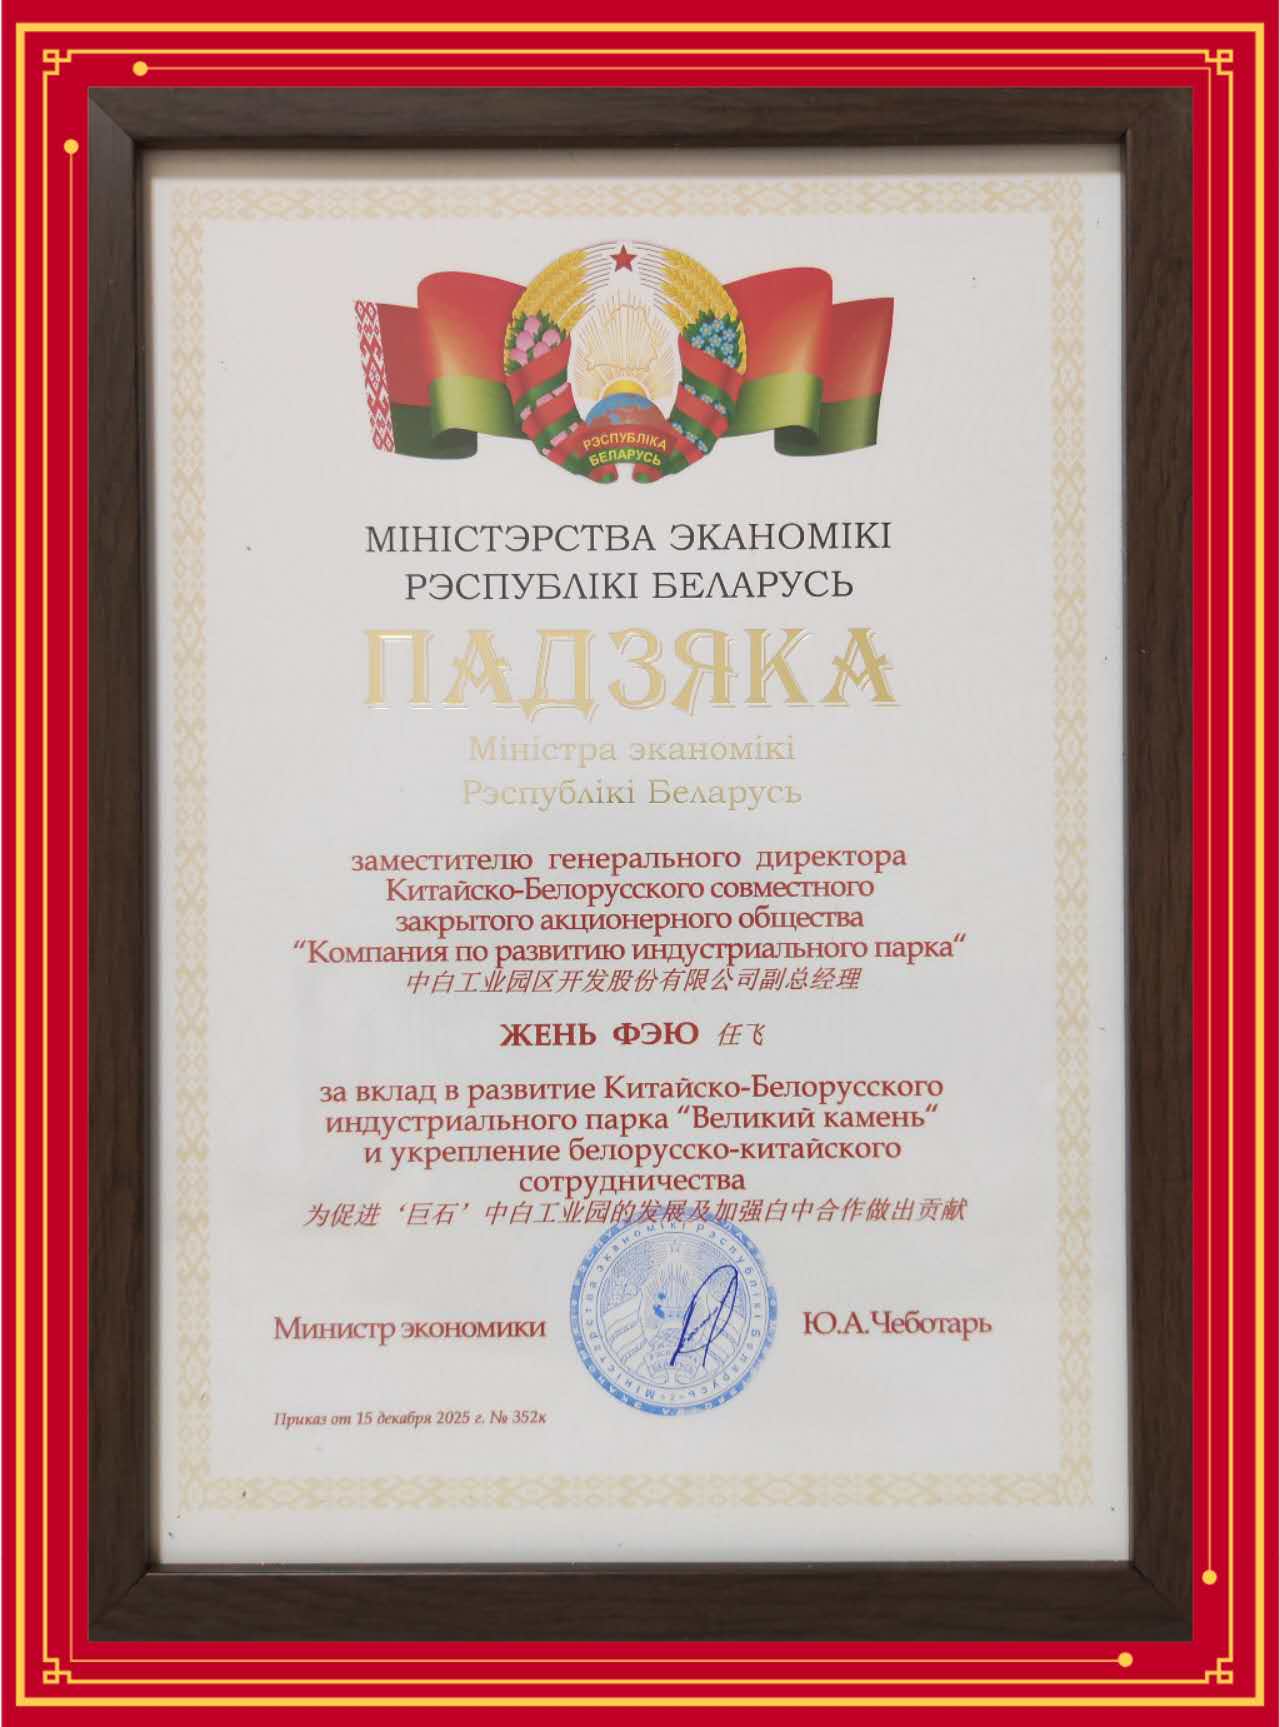 РЭСПУБЛІКА
БЕЛАРУСЬ
МІНІСТЭРСТВА ЭКАНОМІКІ
РЭСПУБЛІКІ БЕЛАРУСЬ
ПАДЗЯКА
Міністра эканомікі
Рэспублікі Беларусь
заместителю генерального директора
Китайско-Белорусского совместного
закрытого акционерного общества
“Компания по развитию индустриального парка“
中白工业园区开发股份有限公司副总经理
ЖЕНЬ ФЭЮ 任飞
за вклад в развитие Китайско-Белорусского
индустриального парка “Великий камень“
и укрепление белорусско-китайского
сотрудничества
为促进‘巨石’中白工业园的发展及加强白中合作做出贡献
Міністэрства эканомікі Рэспублікі Беларусь
Министр экономики
Ю.А.Чеботарь
Приказ от 15 декабря 2025 г. № 352к